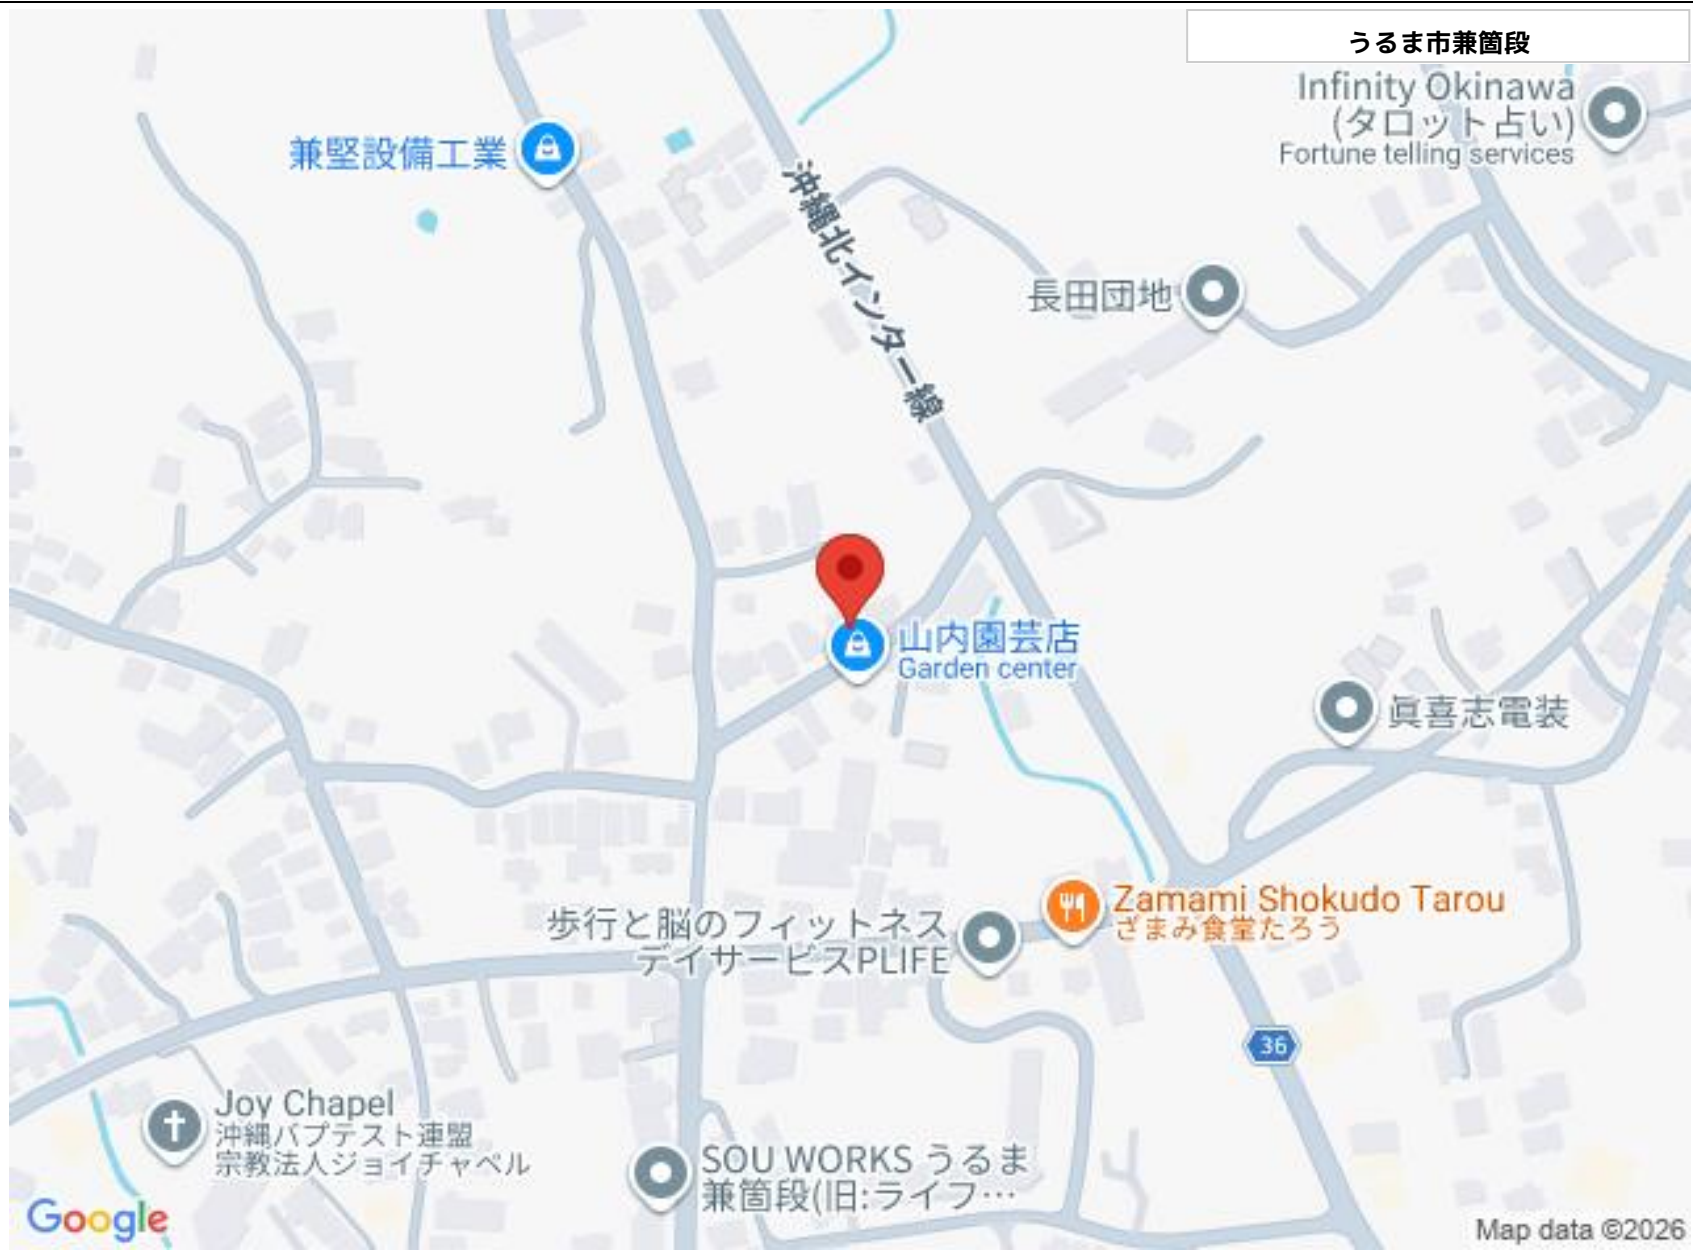 うるま市兼箇段
Infinity Okinawa
(タロット占い)
Fortune telling services
兼堅設備工業
沖縄北インター線
長田団地
山内園芸店
Garden center
眞喜志電装
Zamami Shokudo Tarou
ざまみ食堂たろう
歩行と脳のフィットネス
デイサービスPLIFE
36
Joy Chapel
沖縄バプテスト連盟
宗教法人ジョイチャペル
SOU WORKS うるま
兼箇段(旧:ライフ…
Google
Map data ©2026